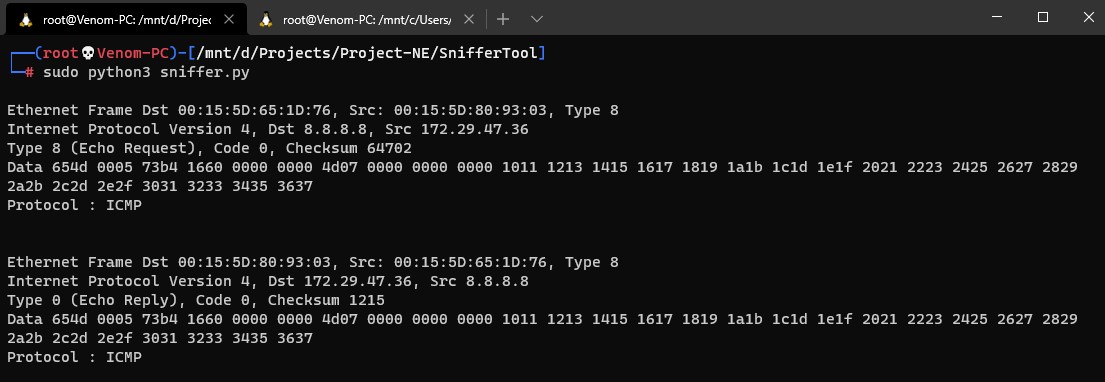 root@Venom-PC: /mnt/d/Projec
root@Venom-PC: /mnt/c/Users/
(root💀Venom-PC)-[/mnt/d/Projects/Project-NE/SnifferTool]
# sudo python3 sniffer.py
Ethernet Frame Dst 00:15:5D:65:1D:76, Src: 00:15:5D:80:93:03, Type 8
Internet Protocol Version 4, Dst 8.8.8.8, Src 172.29.47.36
Type 8 (Echo Request), Code 0, Checksum 64702
Data 654d 0005 73b4 1660 0000 0000 4d07 0000 0000 0000 1011 1213 1415 1617 1819 1a1b 1c1d 1e1f 2021 2223 2425 2627 2829
2a2b 2c2d 2e2f 3031 3233 3435 3637
Protocol : ICMP
Ethernet Frame Dst 00:15:5D:80:93:03, Src: 00:15:5D:65:1D:76, Type 8
Internet Protocol Version 4, Dst 172.29.47.36, Src 8.8.8.8
Type 0 (Echo Reply), Code 0, Checksum 1215
Data 654d 0005 73b4 1660 0000 0000 4d07 0000 0000 0000 1011 1213 1415 1617 1819 1a1b 1c1d 1e1f 2021 2223 2425 2627 2829
2a2b 2c2d 2e2f 3031 3233 3435 3637
Protocol : ICMP